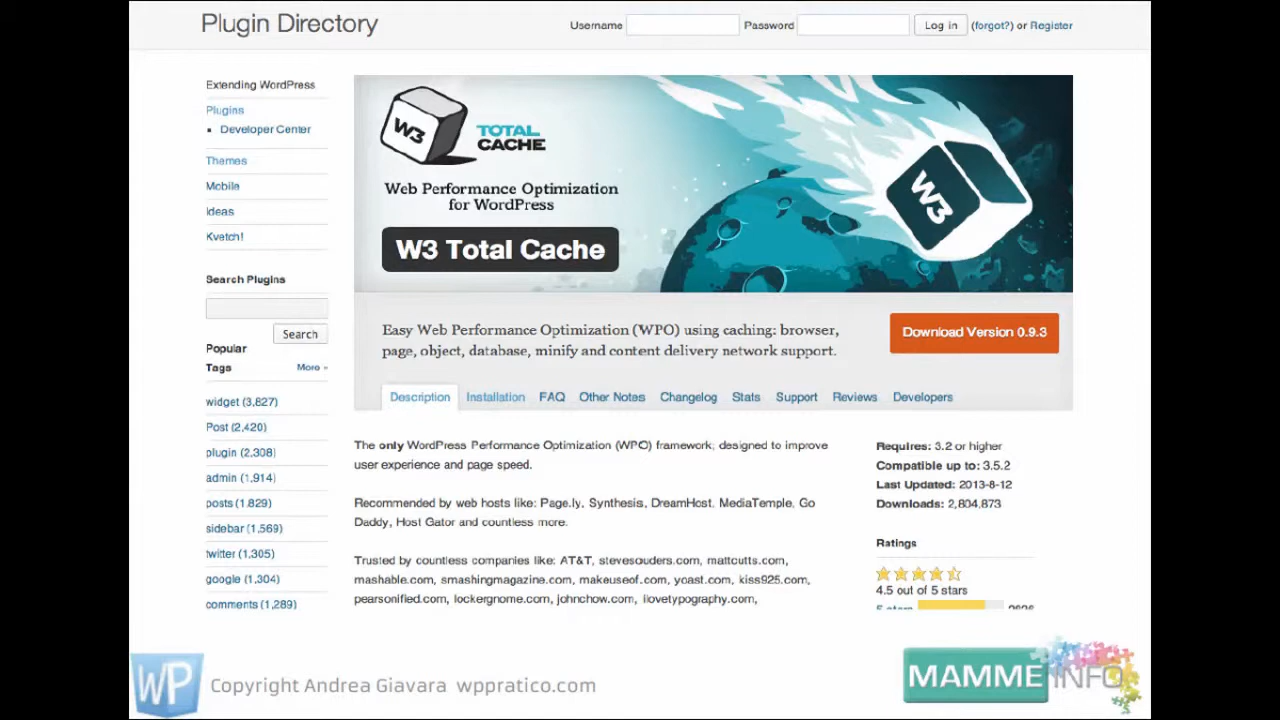 Plugin Directory
Username Password Log in (forgot?) or Register
Extending WordPress
Plugins
Developer Center
Themes
Mobile
Ideas
Kvetch!
Search Plugins
Search
Popular
Tags More »
widget (3,827)
Post (2,420)
plugin (2,308)
admin (1,914)
posts (1,829)
sidebar (1,569)
twitter (1,305)
google (1,304)
comments (1,289)
W3 TOTAL
CACHE
Web Performance Optimization
for WordPress
W3 Total Cache
W3
Easy Web Performance Optimization (WPO) using caching: browser,
page, object, database, minify and content delivery network support.
Download Version 0.9.3
Description Installation FAQ Other Notes Changelog Stats Support Reviews Developers
The only WordPress Performance Optimization (WPO) framework; designed to improve
user experience and page speed.
Recommended by web hosts like: Page.ly, Synthesis, DreamHost, MediaTemple, Go
Daddy, Host Gator and countless more.
Trusted by countless companies like: AT&T, stevesouders.com, mattcutts.com,
mashable.com, smashingmagazine.com, makeuseof.com, yoast.com, kiss925.com,
pearsonified.com, lockergnome.com, johnchow.com, ilovetypography.com,
Requires: 3.2 or higher
Compatible up to: 3.5.2
Last Updated: 2013-8-12
Downloads: 2,804,873
Ratings
4.5 out of 5 stars
5 stars
WP Copyright Andrea Giavara wppratico.com
MAMME INFO